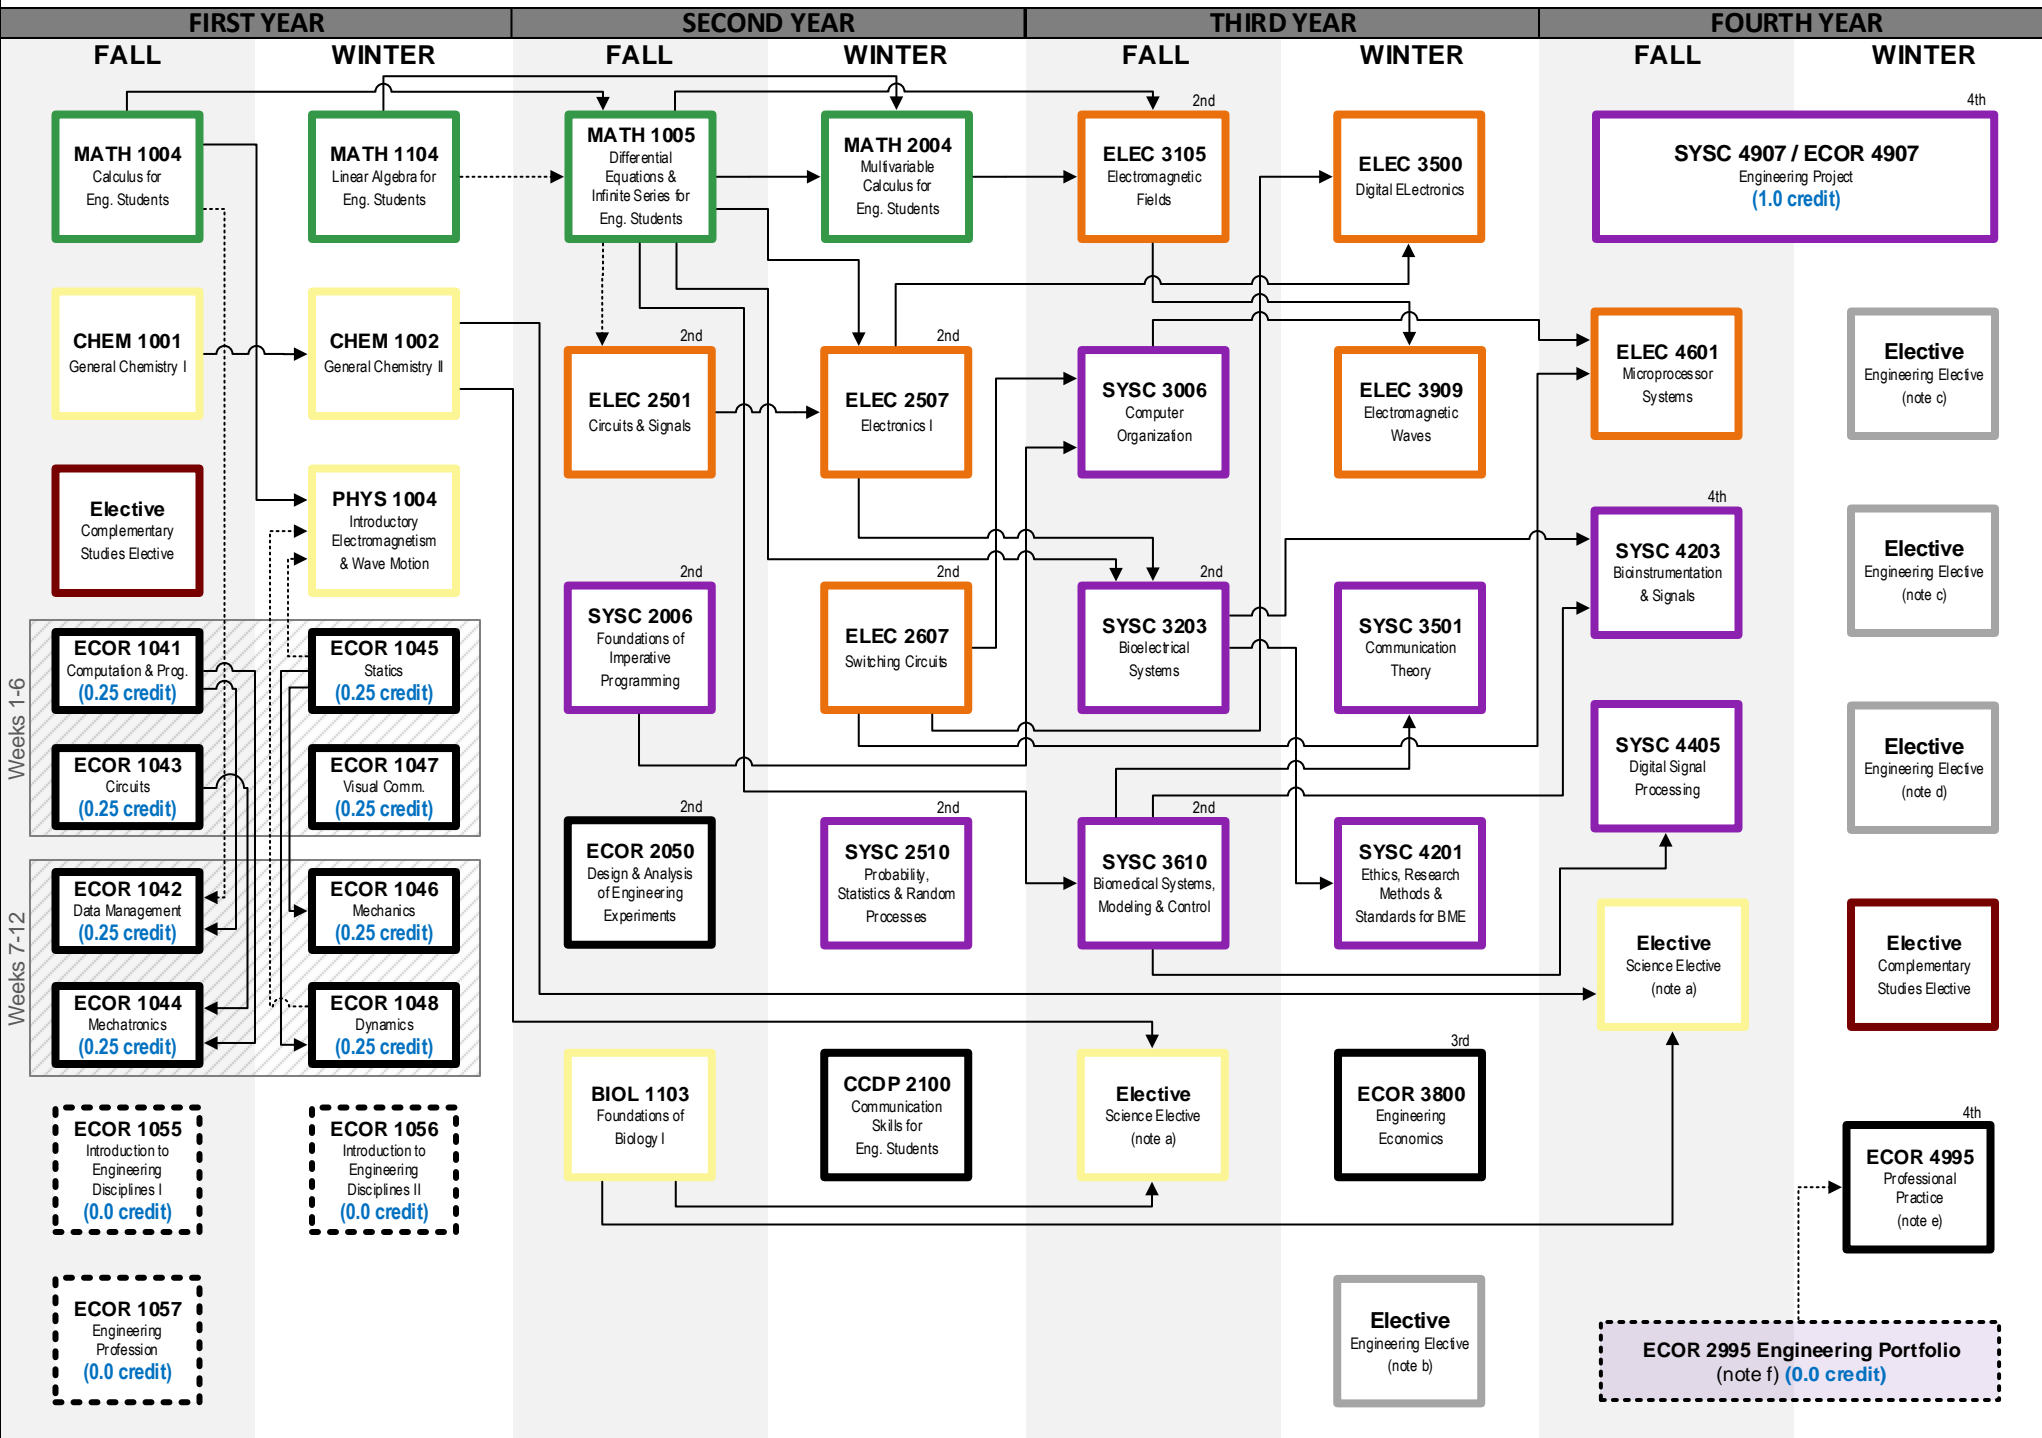 FIRST YEAR
SECOND YEAR
THIRD YEAR
FOURTH YEAR
FALL
WINTER
FALL
WINTER
FALL
WINTER
FALL
WINTER
MATH 1004
Calculus for
Eng. Students
CHEM 1001
General Chemistry I
Elective
Complementary
Studies Elective
Weeks 1-6
ECOR 1041
Computation & Prog.
(0.25 credit)
ECOR 1043
Circuits
(0.25 credit)
Weeks 7-12
ECOR 1042
Data Management
(0.25 credit)
ECOR 1044
Mechatronics
(0.25 credit)
ECOR 1055
Introduction to
Engineering
Disciplines I
(0.0 credit)
ECOR 1057
Engineering
Profession
(0.0 credit)
MATH 1104
Linear Algebra for
Eng. Students
CHEM 1002
General Chemistry II
PHYS 1004
Introductory
Electromagnetism
& Wave Motion
ECOR 1045
Statics
(0.25 credit)
ECOR 1047
Visual Comm.
(0.25 credit)
ECOR 1046
Mechanics
(0.25 credit)
ECOR 1048
Dynamics
(0.25 credit)
ECOR 1056
Introduction to
Engineering
Disciplines II
(0.0 credit)
MATH 1005
Differential
Equations &
Infinite Series for
Eng. Students
2nd
ELEC 2501
Circuits & Signals
2nd
SYSC 2006
Foundations of
Imperative
Programming
2nd
ECOR 2050
Design & Analysis
of Engineering
Experiments
BIOL 1103
Foundations of
Biology I
MATH 2004
Multivariable
Calculus for
Eng. Students
2nd
ELEC 2507
Electronics I
2nd
ELEC 2607
Switching Circuits
2nd
SYSC 2510
Probability,
Statistics & Random
Processes
CCDP 2100
Communication
Skills for
Eng. Students
2nd
ELEC 3105
Electromagnetic
Fields
SYSC 3006
Computer
Organization
2nd
SYSC 3203
Bioelectrical
Systems
2nd
SYSC 3610
Biomedical Systems,
Modeling & Control
Elective
Science Elective
(note a)
ELEC 3500
Digital ELectronics
ELEC 3909
Electromagnetic
Waves
SYSC 3501
Communication
Theory
SYSC 4201
Ethics, Research
Methods &
Standards for BME
3rd
ECOR 3800
Engineering
Economics
Elective
Engineering Elective
(note b)
4th
SYSC 4907 / ECOR 4907
Engineering Project
(1.0 credit)
ELEC 4601
Microprocessor
Systems
4th
SYSC 4203
Bioinstrumentation
& Signals
SYSC 4405
Digital Signal
Processing
Elective
Science Elective
(note a)
Elective
Engineering Elective
(note c)
Elective
Engineering Elective
(note c)
Elective
Engineering Elective
(note d)
Elective
Complementary
Studies Elective
4th
ECOR 4995
Professional
Practice
(note e)
ECOR 2995 Engineering Portfolio
(note f) (0.0 credit)